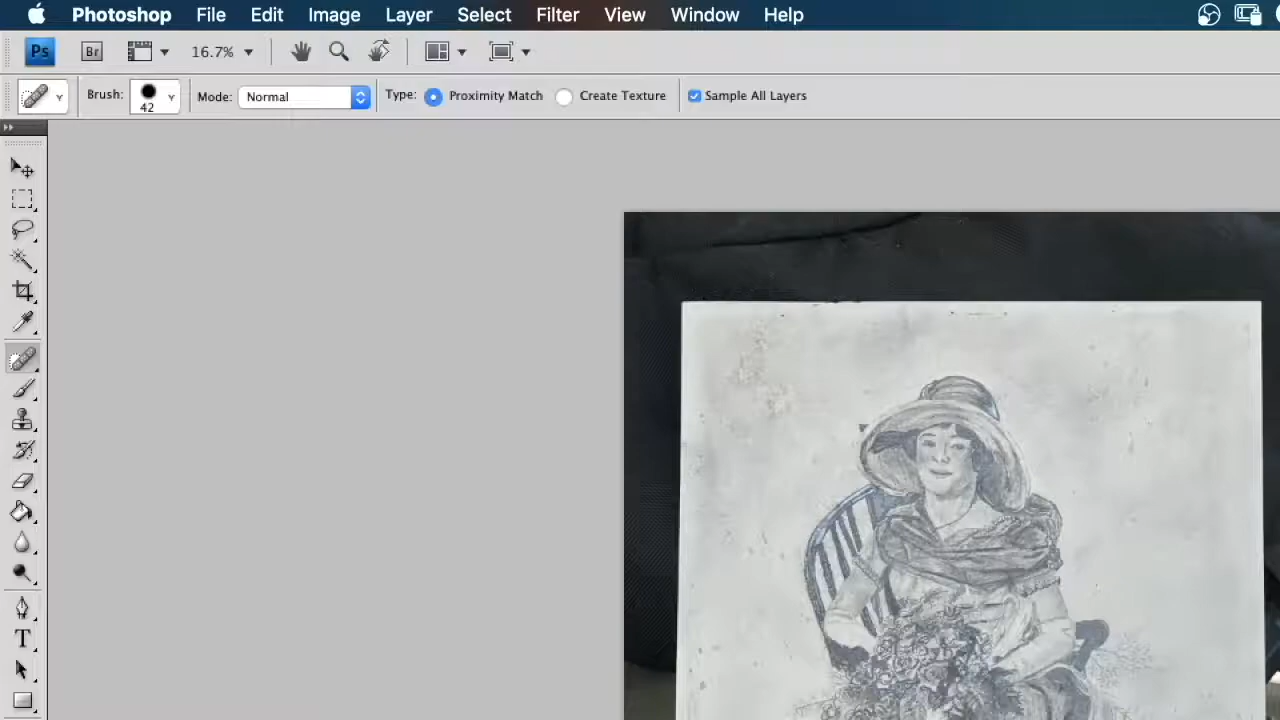 Photoshop File Edit Image Layer Select Filter View Window Help
Ps Br 16.7%
Brush: 42 Mode: Normal Type: Proximity Match Create Texture Sample All Layers
T